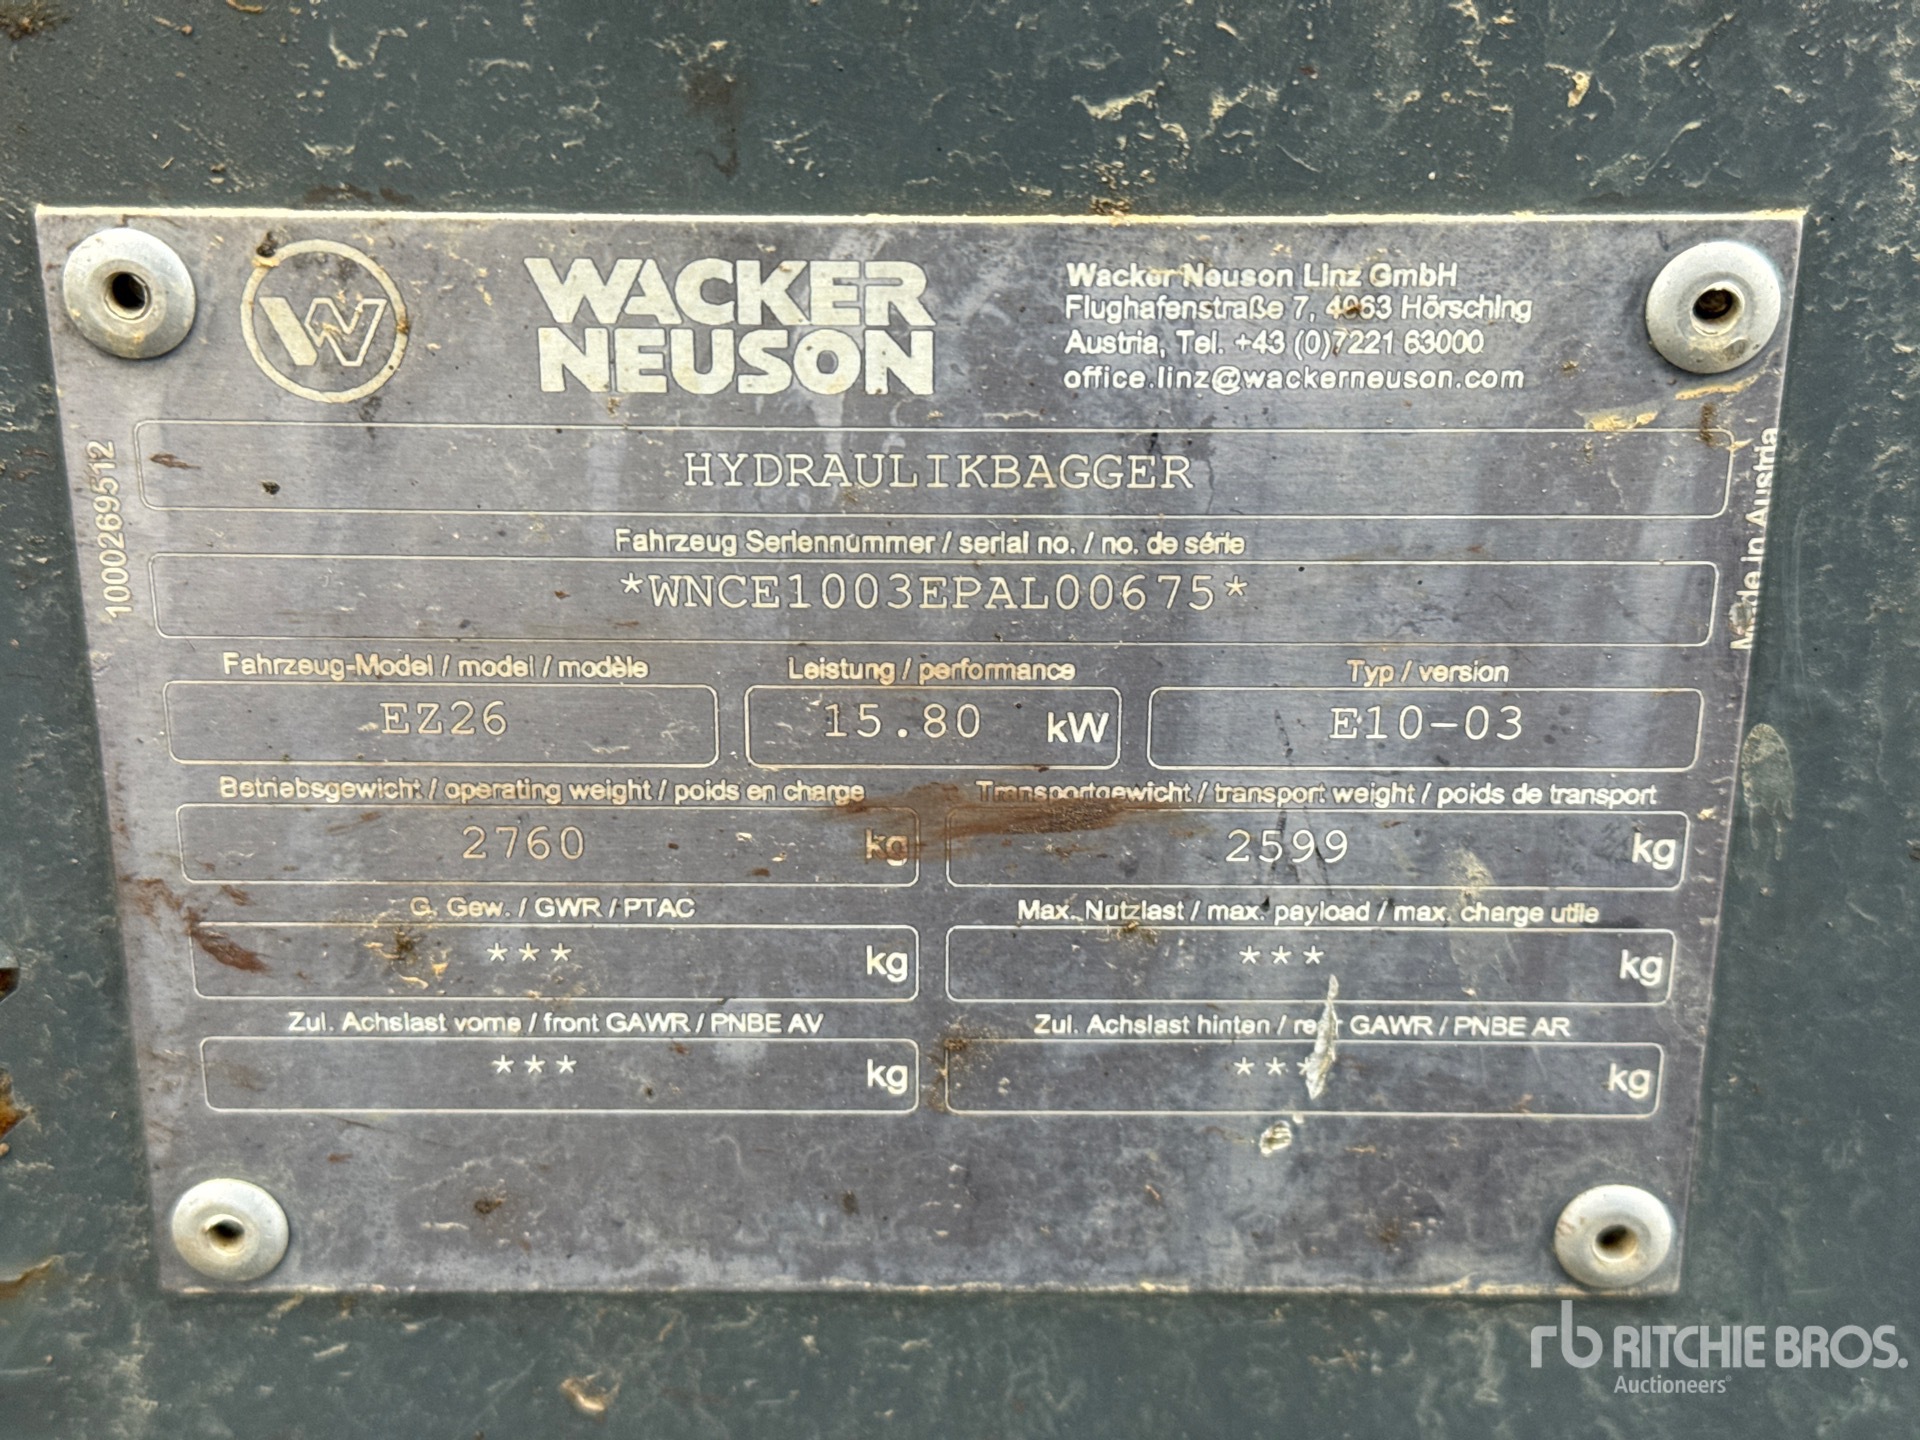 WACKER
NEUSON
Wacker Neuson Linz GmbH
Flughafenstraße 7, 4063 Hörsching
Austria, Tel. +43 (0)7221 63000
office.linz@wackerneuson.com
1000269512
Made in Austria
HYDRAULIKBAGGER
Fahrzeug Seriennummer / serial no. / no. de série
*WNCE1003EPAL00675*
Fahrzeug-Model / model / modèle
Leistung / performance
Typ / version
EZ26
15.80 kW
E10-03
Betriebsgewicht / operating weight / poids en charge
Transportgewicht / transport weight / poids de transport
2760 kg
2599 kg
G. Gew. / GWR / PTAC
Max. Nutzlast / max. payload / max. charge utile
*** kg
*** kg
Zul. Achslast vorne / front GAWR / PNBE AV
Zul. Achslast hinten / rear GAWR / PNBE AR
*** kg
*** kg
rb RITCHIE BROS.
Auctioneers